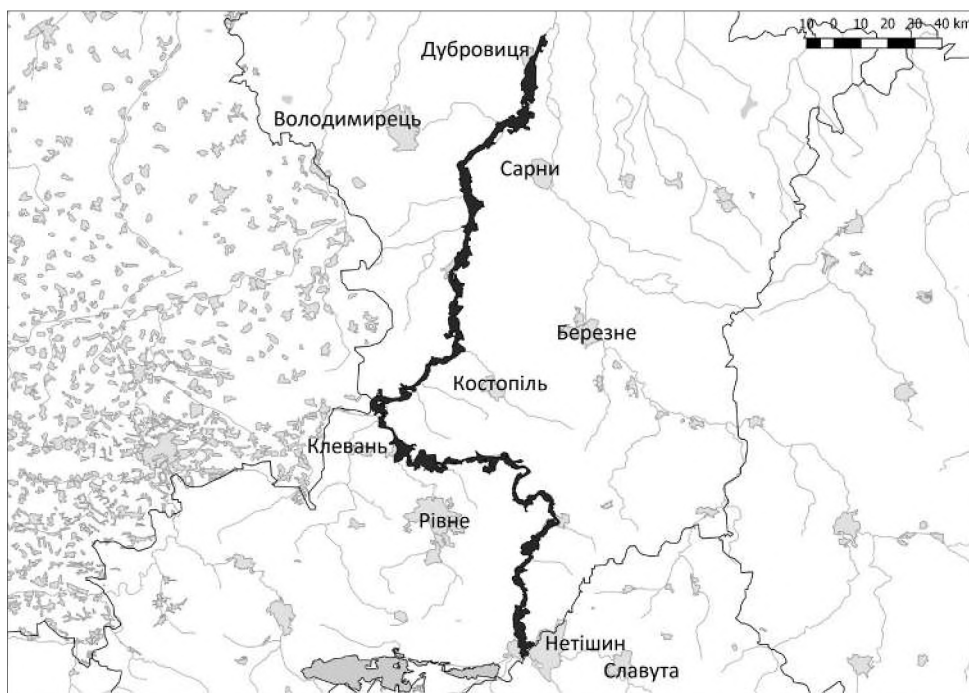 10 0 10 20 30 40 km
Дубровиця
Володимирець
Сарни
Березне
Костопіль
Клевань
Рівне
Нетішин
Славута